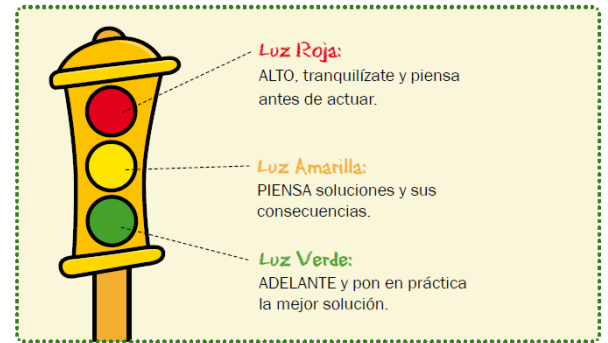 Luz Roja:
ALTO, tranquilízate y piensa
antes de actuar.
Luz Amarilla:
PIENSA soluciones y sus
consecuencias.
Luz Verde:
ADELANTE y pon en práctica
la mejor solución.